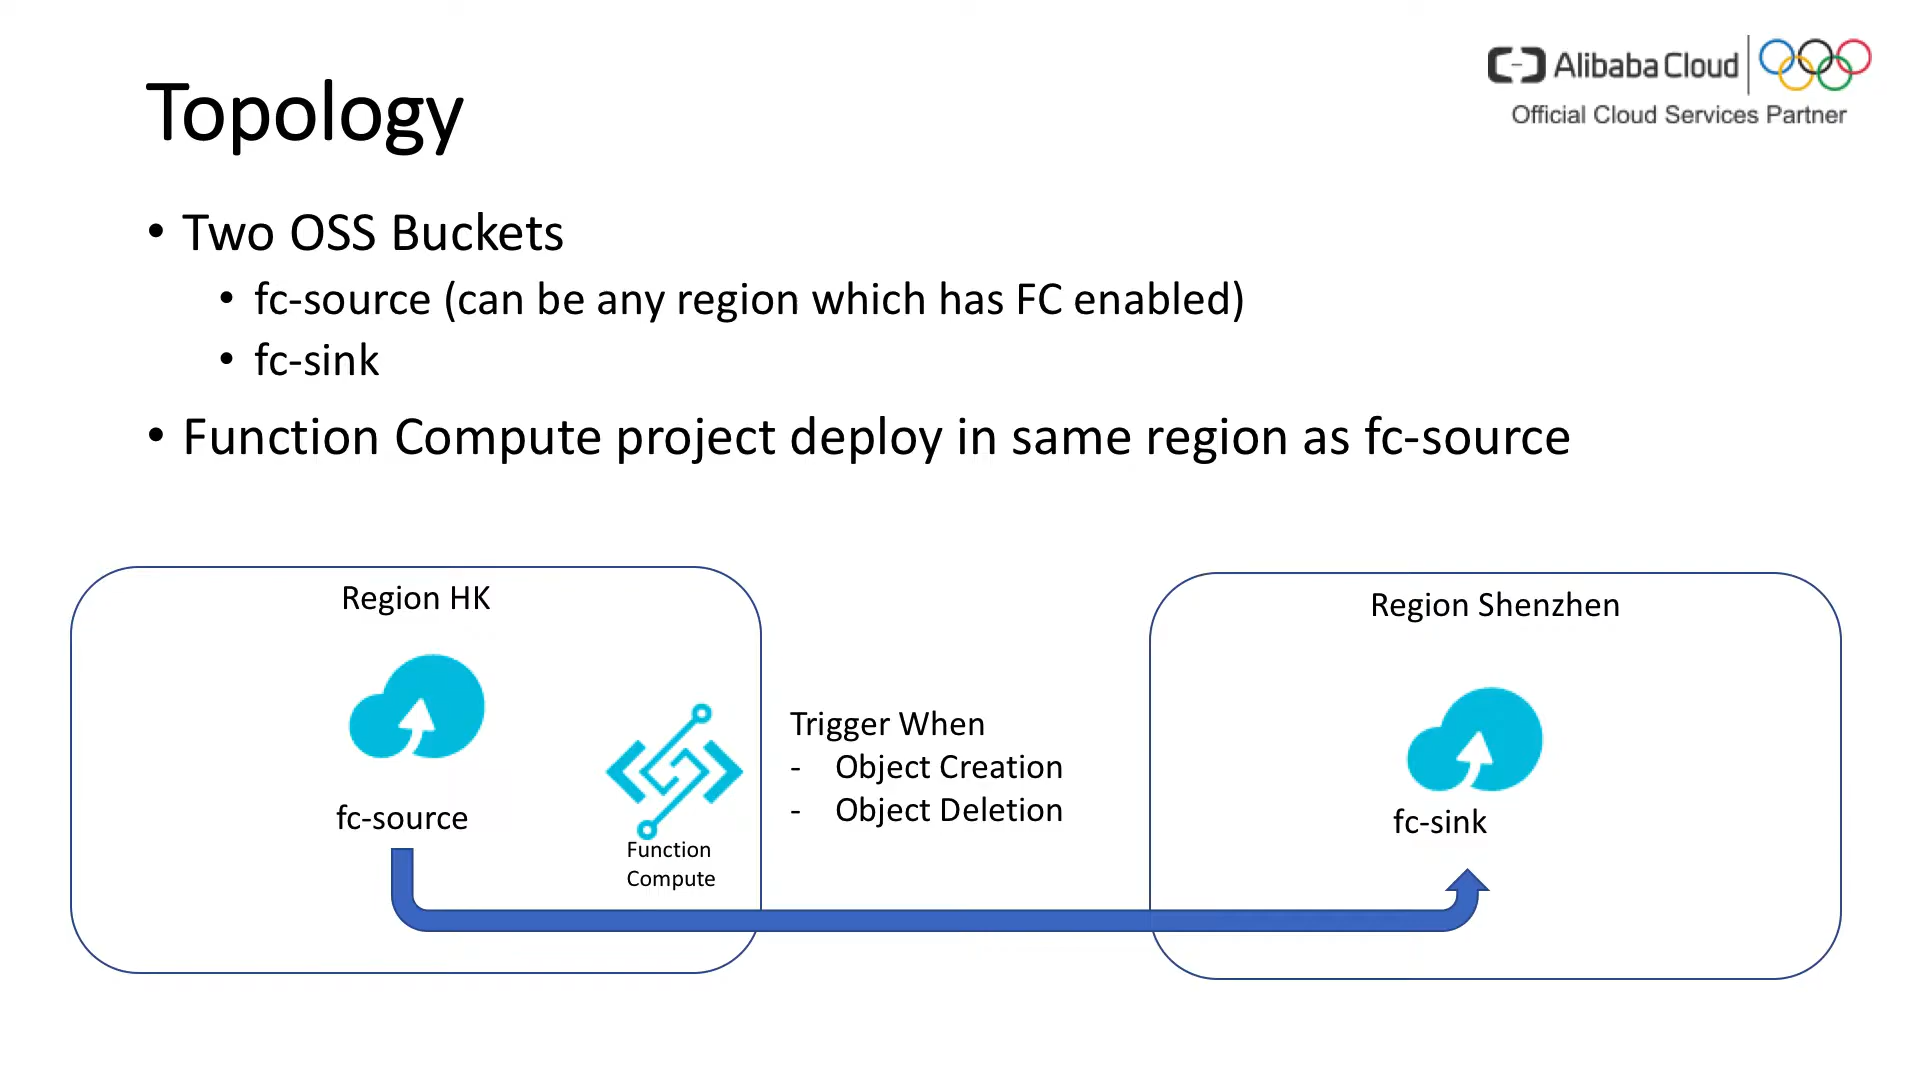 Topology
Alibaba Cloud
Official Cloud Services Partner
• Two OSS Buckets
• fc-source (can be any region which has FC enabled)
• fc-sink
• Function Compute project deploy in same region as fc-source
Region HK
fc-source
Function
Compute
Trigger When
- Object Creation
- Object Deletion
Region Shenzhen
fc-sink